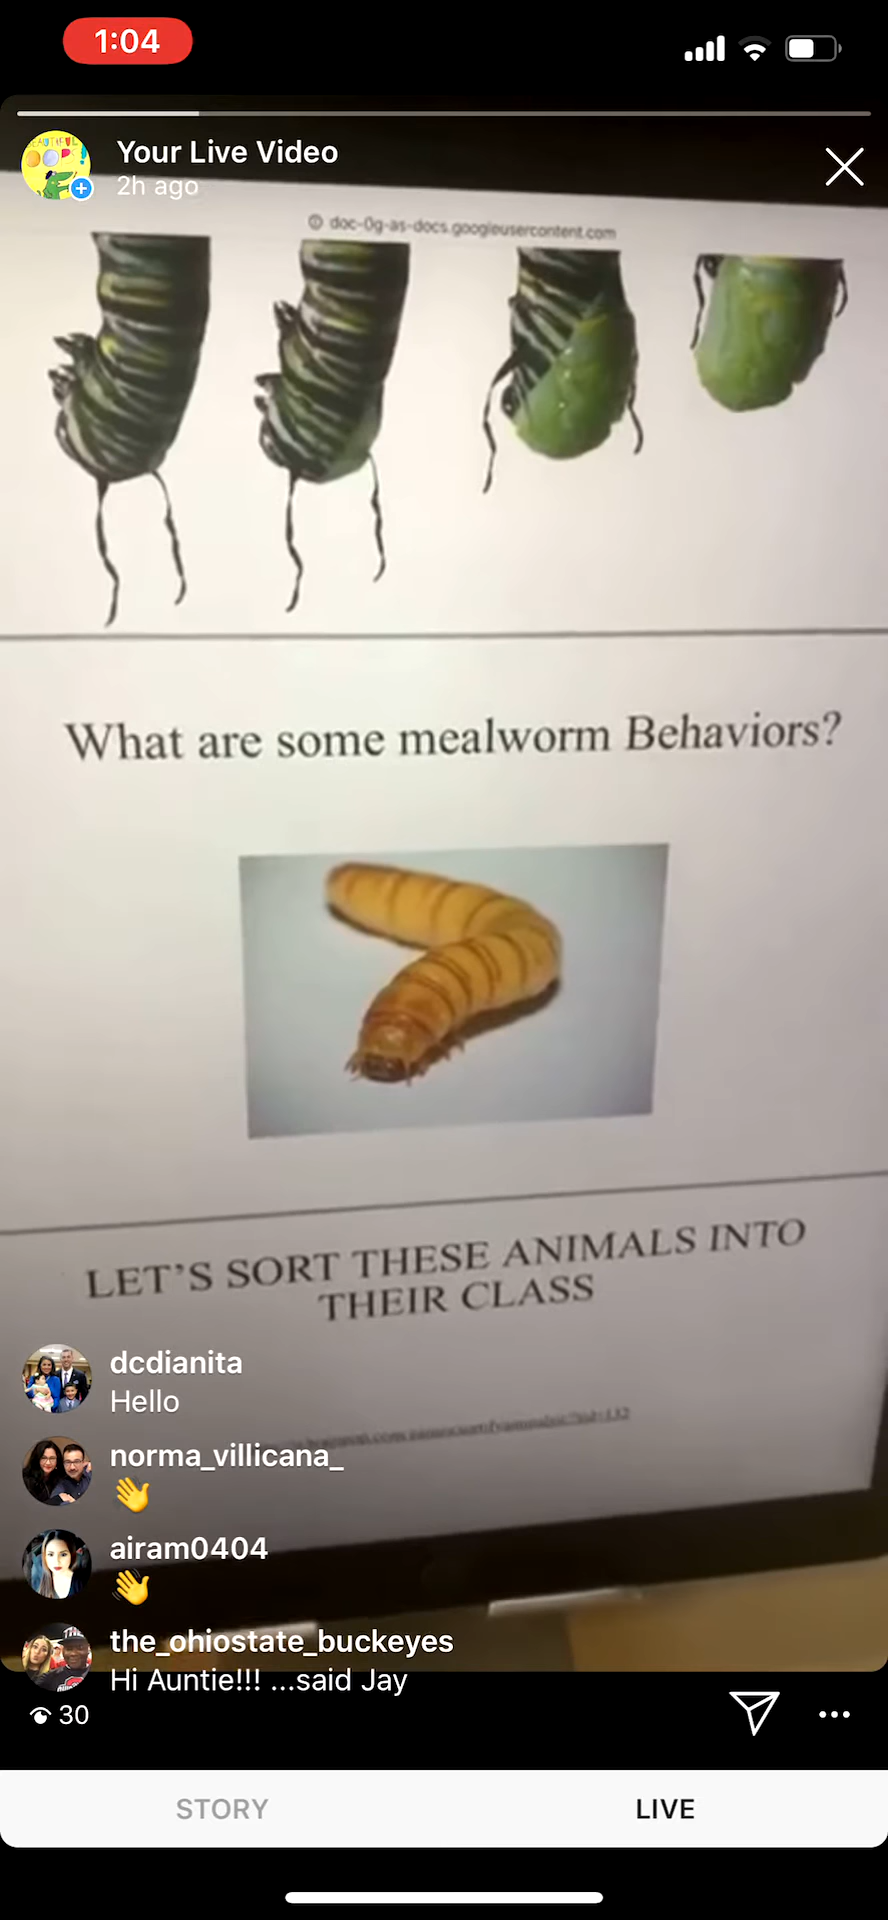 1:04
Your Live Video
2h ago
doc-0g-as-docs.googleusercontent.com
What are some mealworm Behaviors?
LET'S SORT THESE ANIMALS INTO
THEIR CLASS
dcdianita
Hello
norma_villicana_
👋
airam0404
👋
the_ohiostate_buckeyes
Hi Auntie!!! ...said Jay
30
STORY
LIVE